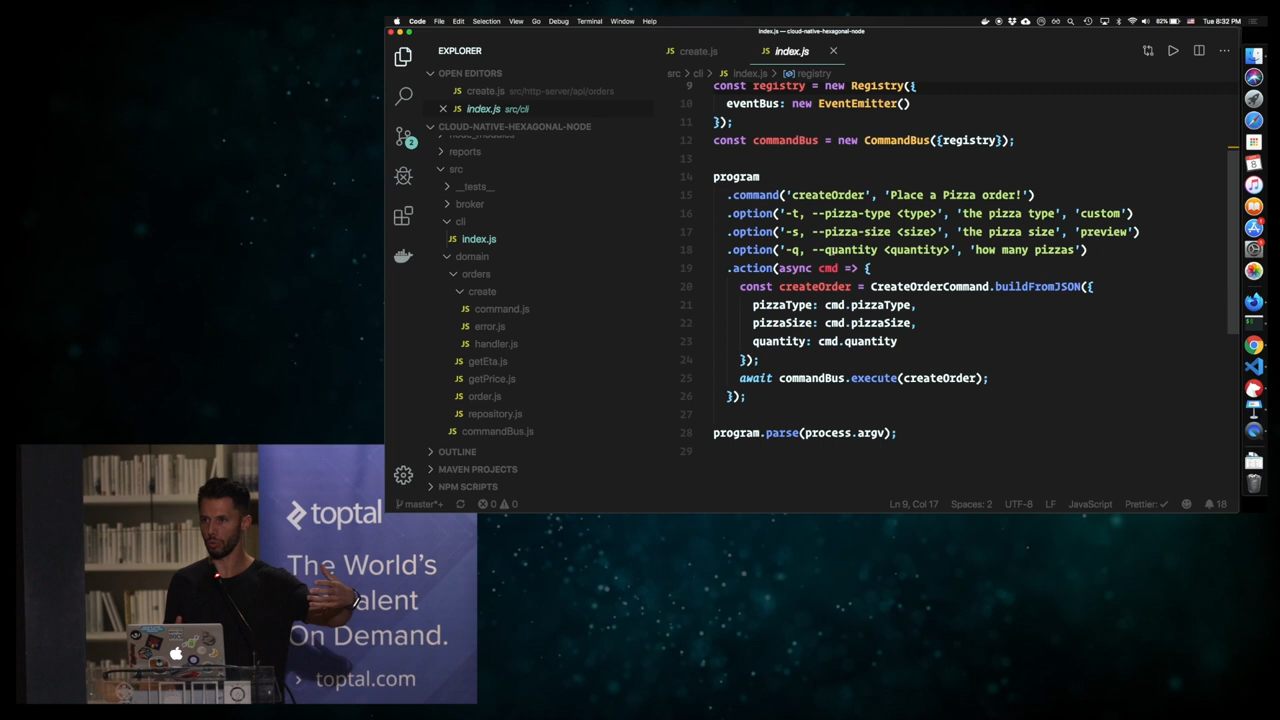 Code File Edit Selection View Go Debug Terminal Window Help
82% Tue 8:32 PM
index.js — cloud-native-hexagonal-node
EXPLORER
OPEN EDITORS
create.js src/http-server/api/orders
index.js src/cli
CLOUD-NATIVE-HEXAGONAL-NODE
node_modules
reports
src
__tests__
broker
cli
index.js
domain
orders
create
command.js
error.js
handler.js
getEta.js
getPrice.js
order.js
repository.js
commandBus.js
OUTLINE
MAVEN PROJECTS
NPM SCRIPTS
2
create.js
index.js
src > cli > index.js > registry
9 const registry = new Registry({
10 eventBus: new EventEmitter()
11 });
12 const commandBus = new CommandBus({registry});
13
14 program
15 .command('createOrder', 'Place a Pizza order!')
16 .option('-t, --pizza-type <type>', 'the pizza type', 'custom')
17 .option('-s, --pizza-size <size>', 'the pizza size', 'preview')
18 .option('-q, --quantity <quantity>', 'how many pizzas')
19 .action(async cmd => {
20 const createOrder = CreateOrderCommand.buildFromJSON({
21 pizzaType: cmd.pizzaType,
22 pizzaSize: cmd.pizzaSize,
23 quantity: cmd.quantity
24 });
25 await commandBus.execute(createOrder);
26 });
27
28 program.parse(process.argv);
29
master*+ 0 0 Ln 9, Col 17 Spaces: 2 UTF-8 LF JavaScript Prettier: ✓ 18
toptal
The World's
alent
On Demand.
> toptal.com